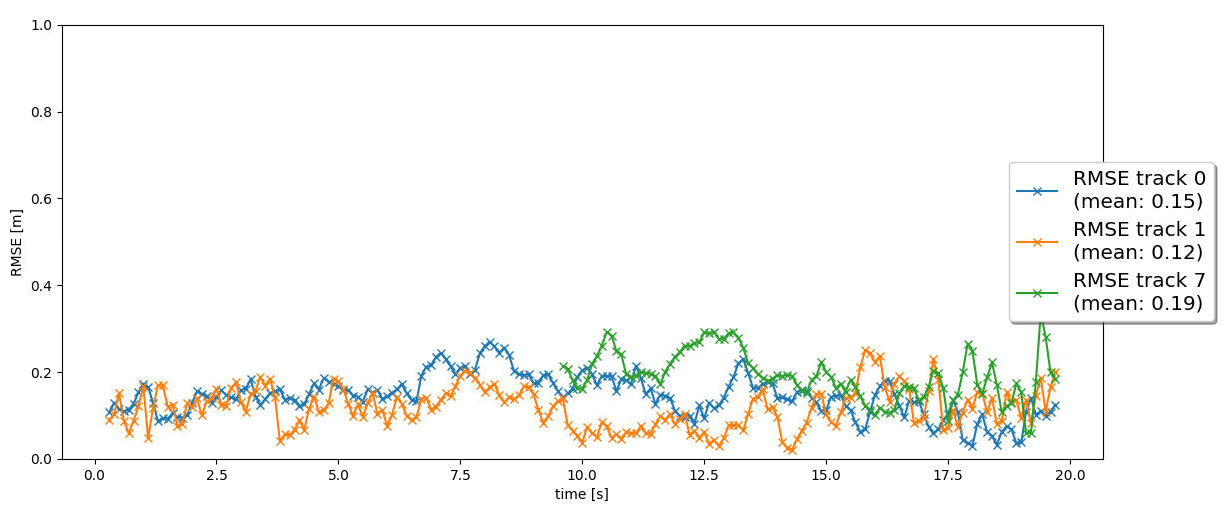 1.0
0.8
0.6
0.4
0.2
0.0
RMSE [m]
0.0 2.5 5.0 7.5 10.0 12.5 15.0 17.5 20.0
time [s]
RMSE track 0
(mean: 0.15)
RMSE track 1
(mean: 0.12)
RMSE track 7
(mean: 0.19)